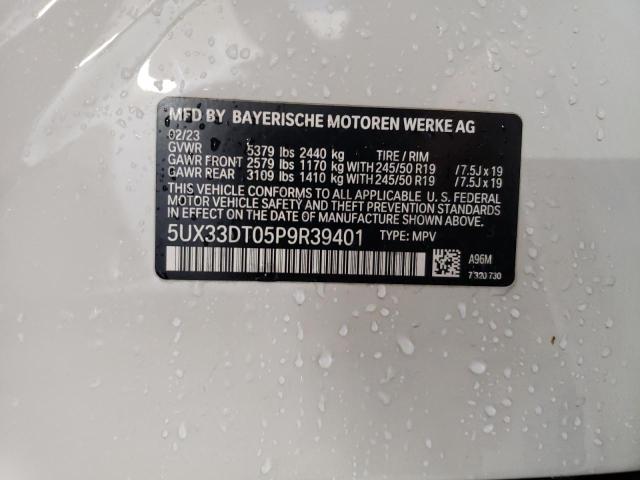 MFD BY BAYERISCHE MOTOREN WERKE AG
02/23
GVWR 5379 lbs 2440 kg TIRE / RIM
GAWR FRONT 2579 lbs 1170 kg WITH 245/50 R19 /7.5J x 19
GAWR REAR 3109 lbs 1410 kg WITH 245/50 R19 /7.5J x 19
THIS VEHICLE CONFORMS TO ALL APPLICABLE U. S. FEDERAL
MOTOR VEHICLE SAFETY AND THEFT PREVENTION STANDARDS
IN EFFECT ON THE DATE OF MANUFACTURE SHOWN ABOVE.
5UX33DT05P9R39401 TYPE: MPV
A96M
7 320 730